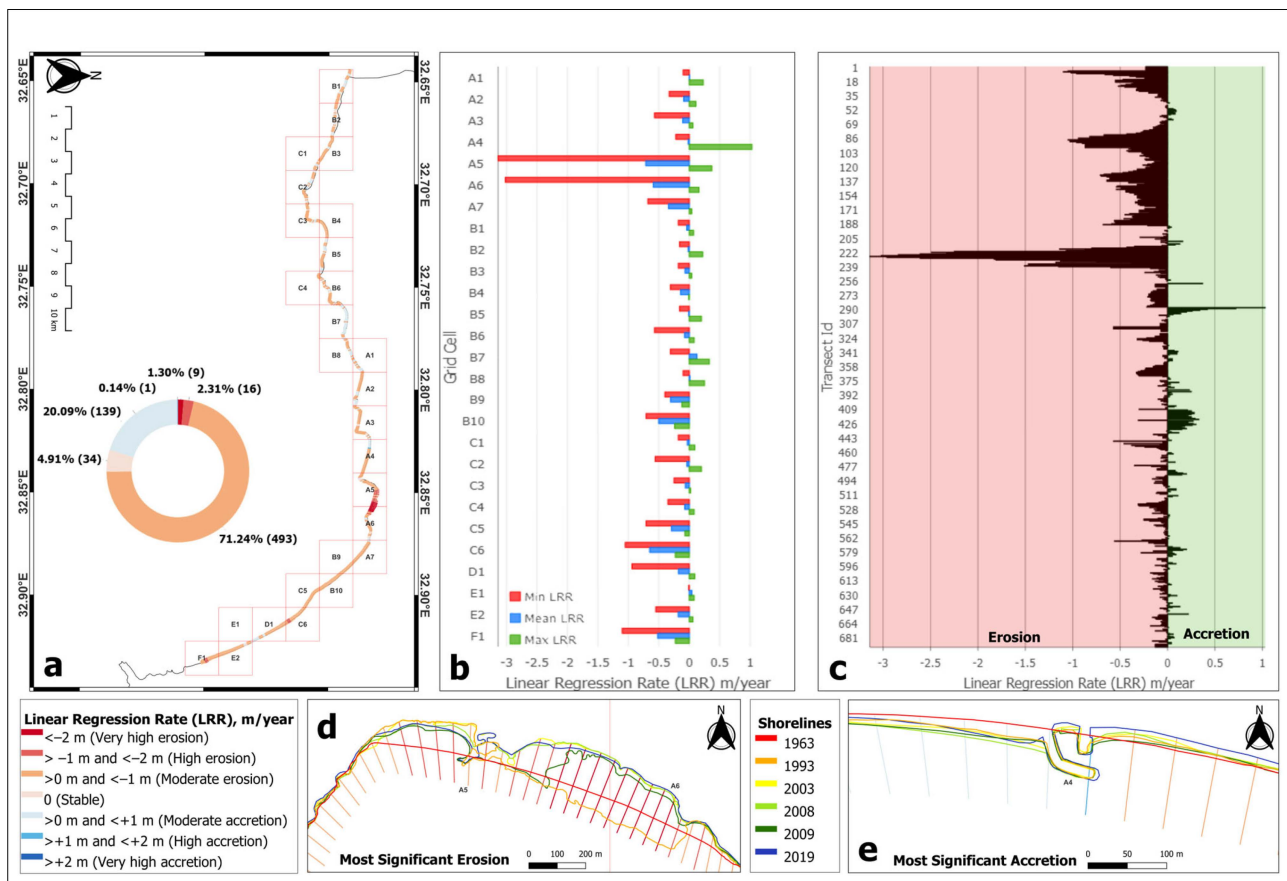 N
32.65°E
32.70°E
32.75°E
32.80°E
32.85°E
32.90°E
32.65°E
32.70°E
32.75°E
32.80°E
32.85°E
32.90°E
1
2
3
4
5
6
7
8
9
10 km
B1
B2
C1
B3
C2
C3
B4
B5
C4
B6
B7
B8
A1
A2
A3
A4
A5
A6
B9
A7
C5
B10
E1
D1
C6
F1
E2
1.30% (9)
0.14% (1)
2.31% (16)
20.09% (139)
4.91% (34)
71.24% (493)
a
Grid Cell
A1
A2
A3
A4
A5
A6
A7
B1
B2
B3
B4
B5
B6
B7
B8
B9
B10
C1
C2
C3
C4
C5
C6
D1
E1
E2
F1
Min LRR
Mean LRR
Max LRR
-3 -2.5 -2 -1.5 -1 -0.5 0 0.5 1
Linear Regression Rate (LRR) m/year
b
Transect Id
1
18
35
52
69
86
103
120
137
154
171
188
205
222
239
256
273
290
307
324
341
358
375
392
409
426
443
460
477
494
511
528
545
562
579
596
613
630
647
664
681
Erosion
Accretion
-3 -2.5 -2 -1.5 -1 -0.5 0 0.5 1
Linear Regression Rate (LRR) m/year
c
Linear Regression Rate (LRR), m/year
<–2 m (Very high erosion)
> –1 m and <–2 m (High erosion)
>0 m and <–1 m (Moderate erosion)
0 (Stable)
>0 m and <+1 m (Moderate accretion)
>+1 m and <+2 m (High accretion)
>+2 m (Very high accretion)
d
N
A5
A6
Most Significant Erosion
0 100 200 m
Shorelines
1963
1993
2003
2008
2009
2019
N
A4
e
Most Significant Accretion
0 50 100 m